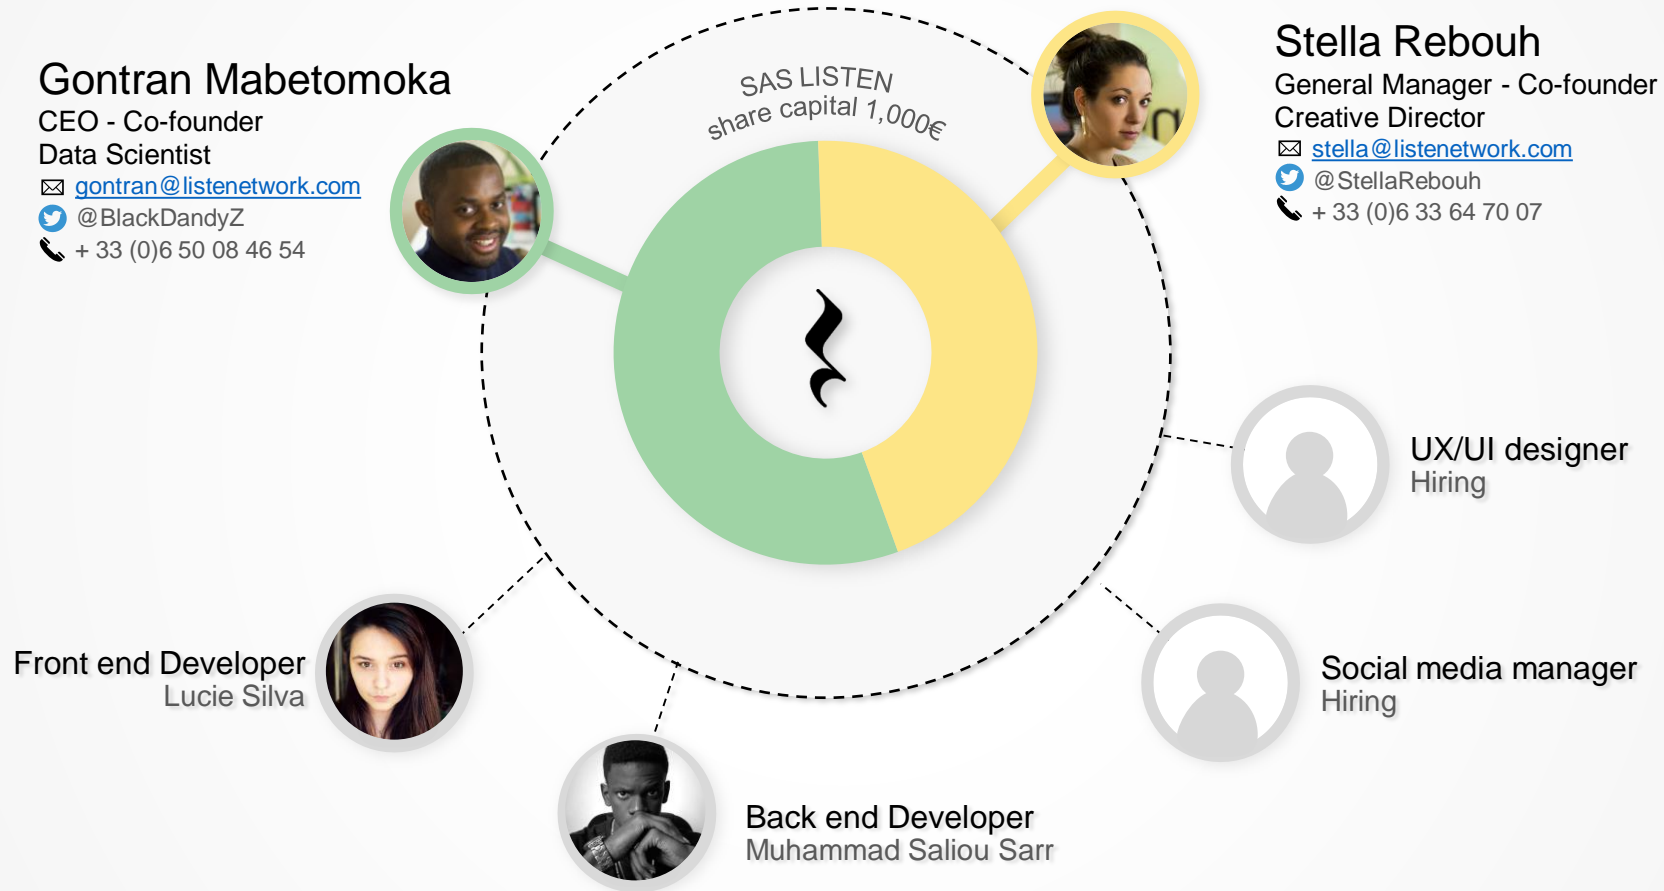 Gontran Mabetomoka
CEO - Co-founder
Data Scientist
gontran@listenetwork.com
@BlackDandyZ
+ 33 (0)6 50 08 46 54
SAS LISTEN
share capital 1,000€
Stella Rebouh
General Manager - Co-founder
Creative Director
stella@listenetwork.com
@StellaRebouh
+ 33 (0)6 33 64 70 07
UX/UI designer
Hiring
Social media manager
Hiring
Front end Developer
Lucie Silva
Back end Developer
Muhammad Saliou Sarr